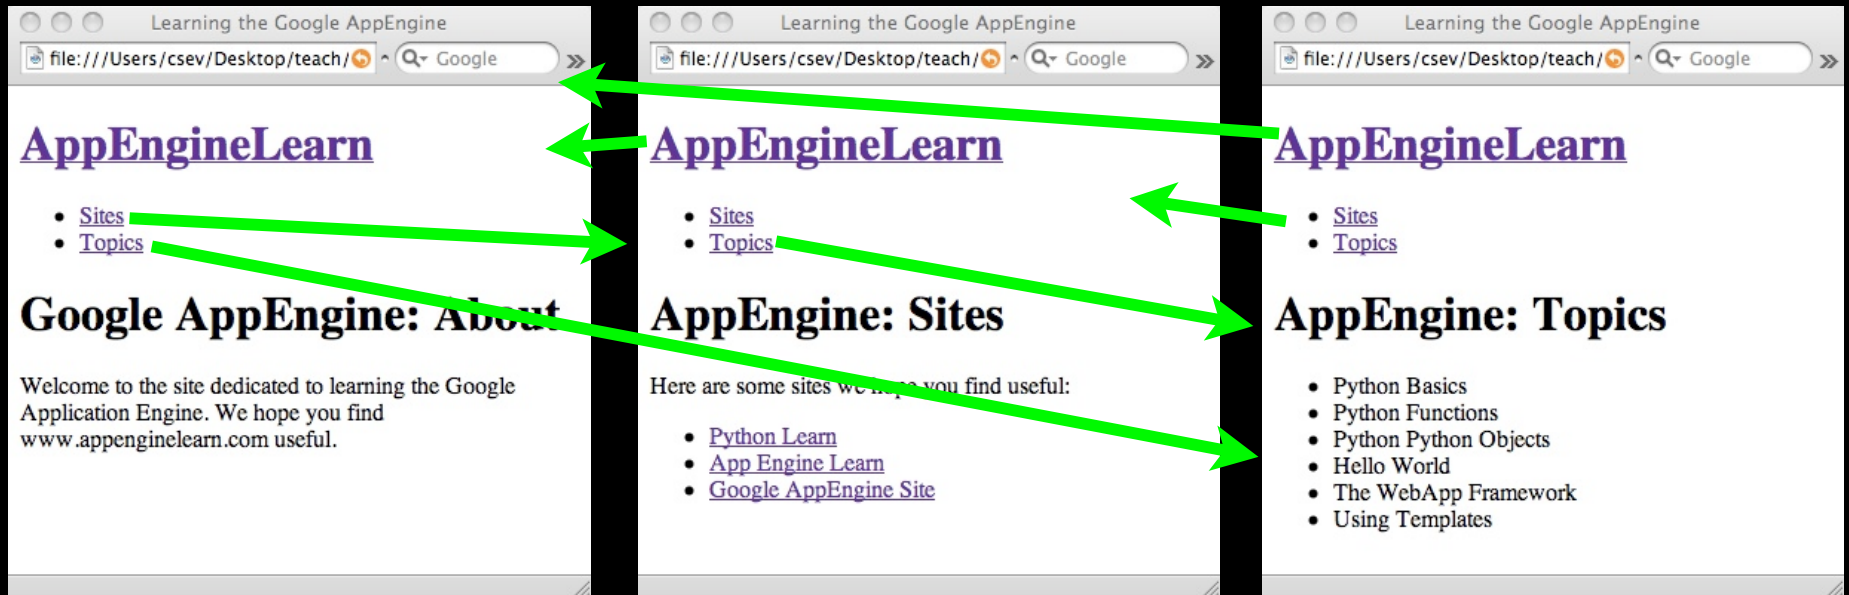 Learning the Google AppEngine
file:///Users/csev/Desktop/teach/
Google
AppEngineLearn
Sites
Topics
Google AppEngine: About
Welcome to the site dedicated to learning the Google
Application Engine. We hope you find
www.appenginelearn.com useful.
Learning the Google AppEngine
file:///Users/csev/Desktop/teach/
Google
AppEngineLearn
Sites
Topics
AppEngine: Sites
Here are some sites we hope you find useful:
Python Learn
App Engine Learn
Google AppEngine Site
Learning the Google AppEngine
file:///Users/csev/Desktop/teach/
Google
AppEngineLearn
Sites
Topics
AppEngine: Topics
Python Basics
Python Functions
Python Python Objects
Hello World
The WebApp Framework
Using Templates